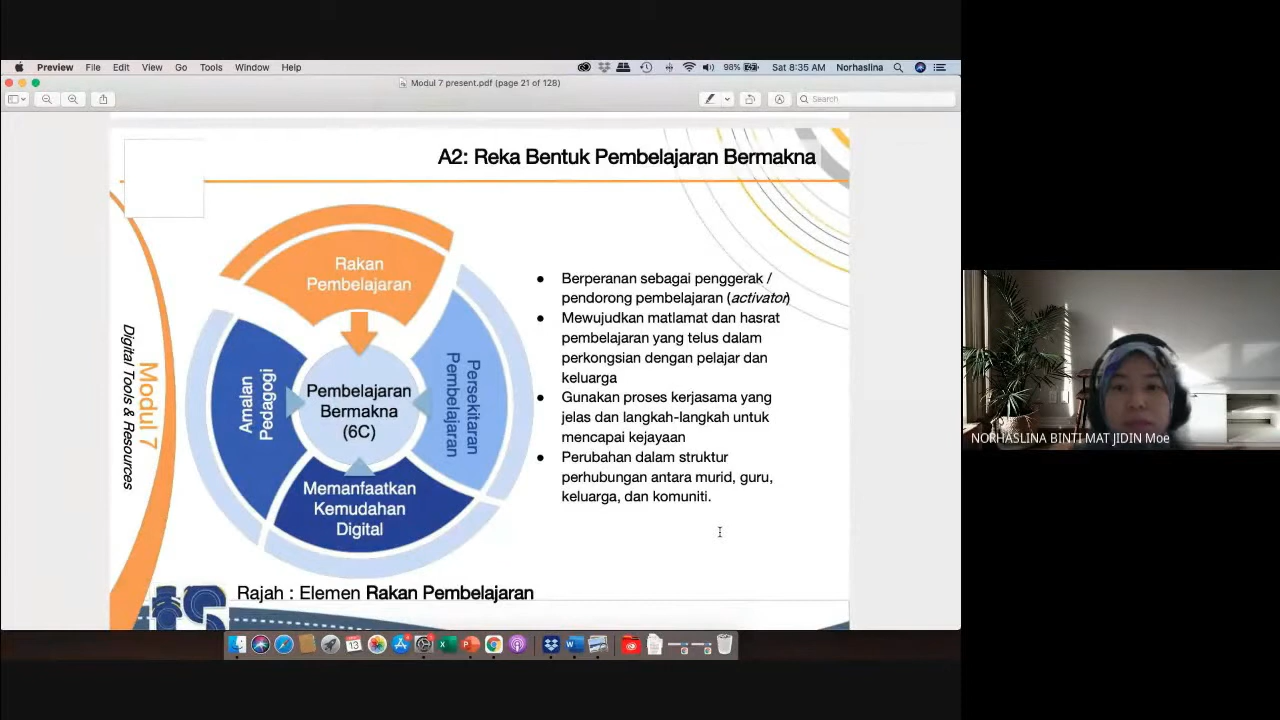 Preview File Edit View Go Tools Window Help
98% Sat 8:35 AM Norhaslina
Modul 7 present.pdf (page 21 of 128)
Search
A2: Reka Bentuk Pembelajaran Bermakna
Rakan
Pembelajaran
Persekitaran
Pembelajaran
Amalan
Pedagogi
Pembelajaran
Bermakna
(6C)
Memanfaatkan
Kemudahan
Digital
Modul 7
Digital Tools & Resources
● Berperanan sebagai penggerak /
pendorong pembelajaran (activator)
● Mewujudkan matlamat dan hasrat
pembelajaran yang telus dalam
perkongsian dengan pelajar dan
keluarga
● Gunakan proses kerjasama yang
jelas dan langkah-langkah untuk
mencapai kejayaan
● Perubahan dalam struktur
perhubungan antara murid, guru,
keluarga, dan komuniti.
Rajah : Elemen Rakan Pembelajaran
NORHASLINA BINTI MAT JIDIN Moe
13